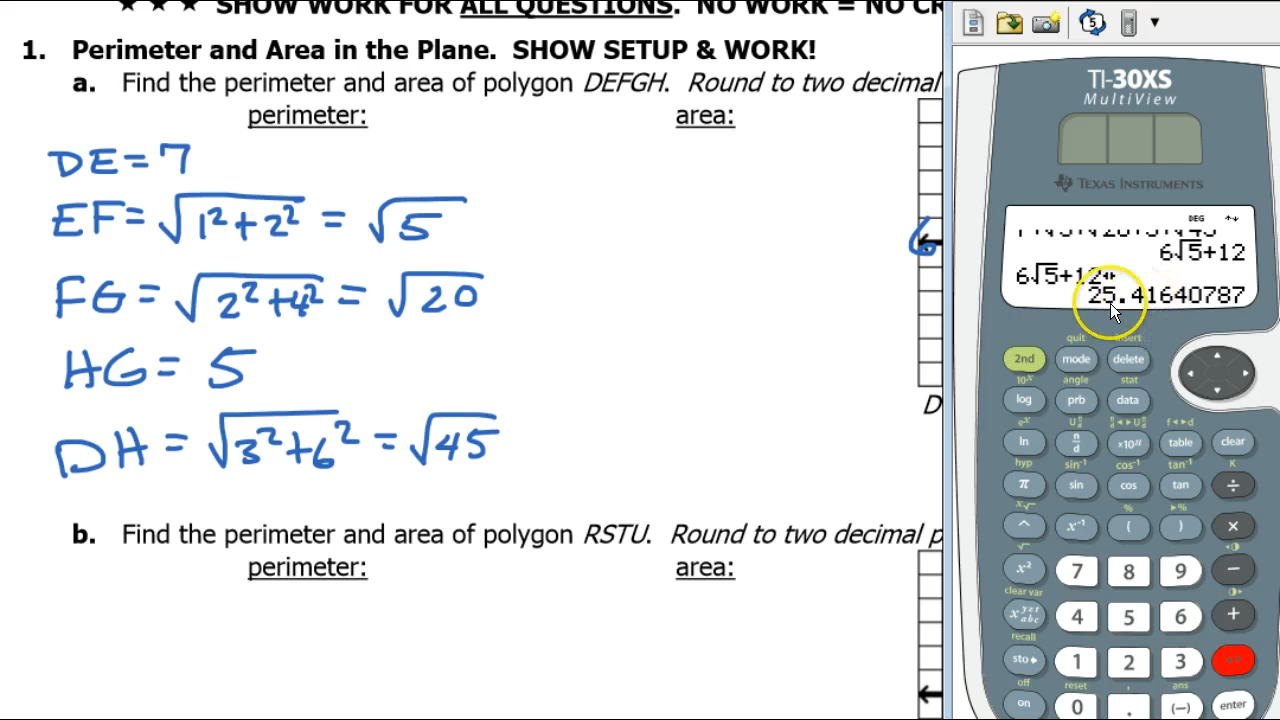 ★ ★ ★ SHOW WORK FOR ALL QUESTIONS. NO WORK = NO CR
1. Perimeter and Area in the Plane. SHOW SETUP & WORK!
a. Find the perimeter and area of polygon DEFGH. Round to two decimal
perimeter: area:
DE = 7
EF = √1² + 2² = √5
FG = √2² + 4² = √20
HG = 5
DH = √3² + 6² = √45
6
D
b. Find the perimeter and area of polygon RSTU. Round to two decimal p
perimeter: area:
5
TI-30XS
MultiView
TEXAS INSTRUMENTS
DEG
6√5+12
6√5+12
25.41640787
quit insert
2nd mode delete
10ˣ angle stat
log prb data
eˣ
ln n/d ×10ⁿ table clear
hyp sin⁻¹ cos⁻¹ tan⁻¹ K
π sin cos tan ÷
ˣ√ % ▸%
^ x⁻¹ ( ) ×
√
x² 7 8 9 −
clear var
x yzt abc 4 5 6 +
recall
sto▸ 1 2 3
off reset , ans
on 0 . (−) enter